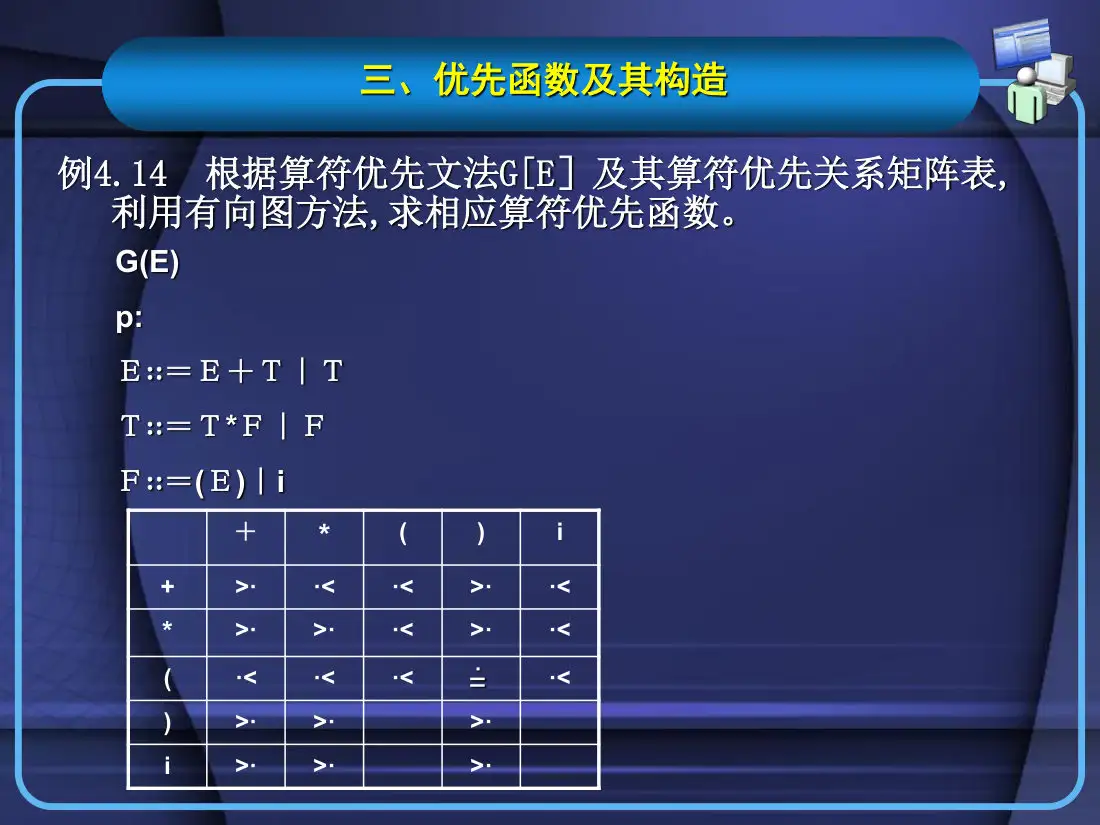 三、优先函数及其构造
例4.14 根据算符优先文法G[E] 及其算符优先关系矩阵表,
利用有向图方法,求相应算符优先函数。
G(E)
p:
E::=E+T|T
T::=T*F|F
F::=(E)|i
+ * ( ) i
+ >· ·< ·< >· ·<
* >· >· ·< >· ·<
( ·< ·< ·< ≐ ·<
) >· >· >·
i >· >· >·